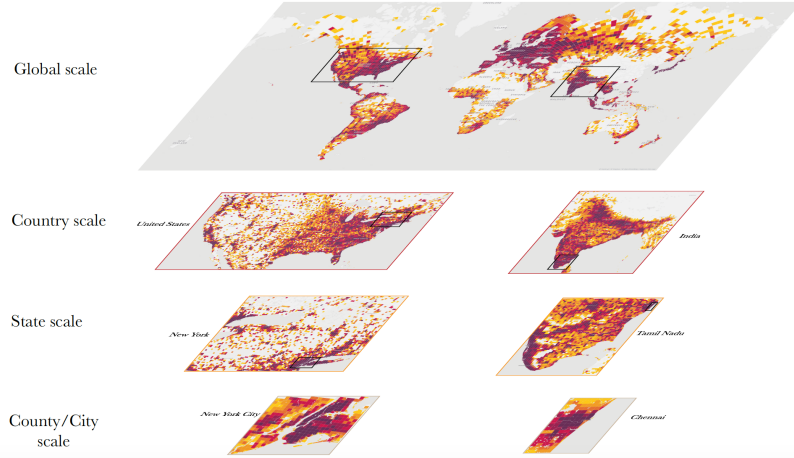 Global scale
Country scale
United States
India
State scale
New York
Tamil Nadu
County/City
scale
New York City
Chennai